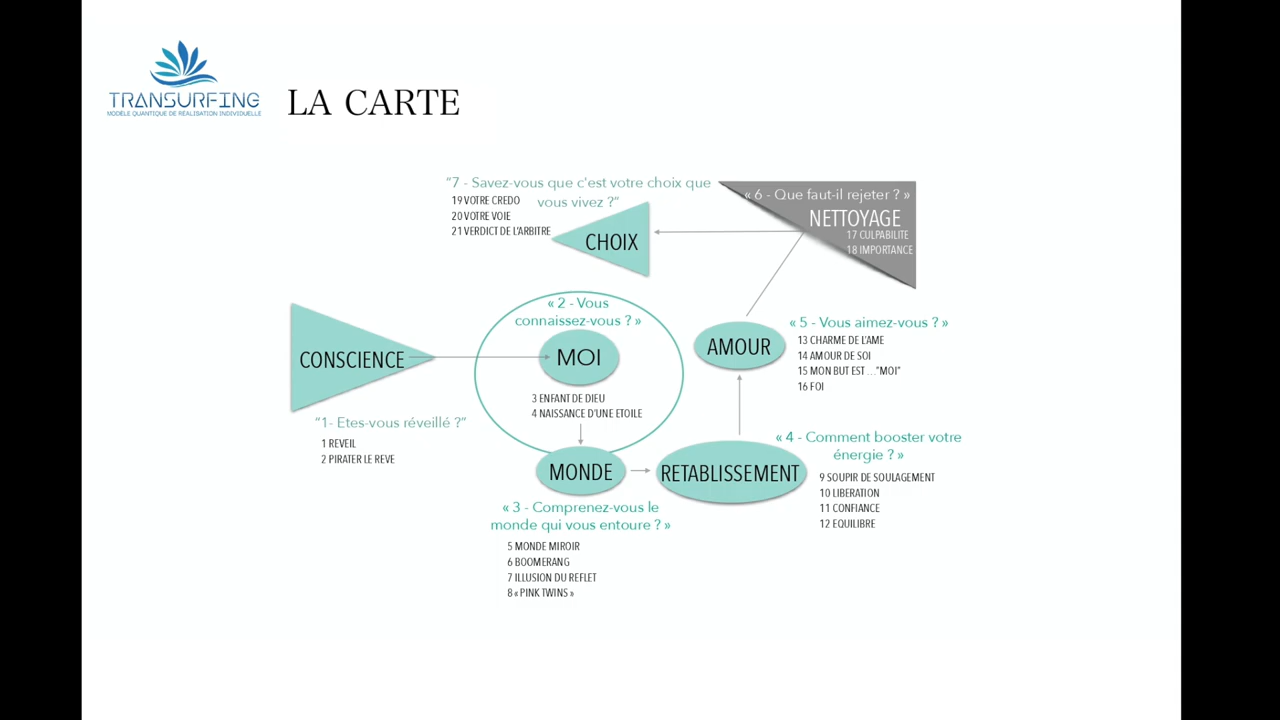 TRANSURFING
MODÈLE QUANTIQUE DE RÉALISATION INDIVIDUELLE
LA CARTE
"7 - Savez-vous que c'est votre choix que
vous vivez ?"
19 VOTRE CREDO
20 VOTRE VOIE
21 VERDICT DE L'ARBITRE
CHOIX
« 6 - Que faut-il rejeter ? »
NETTOYAGE
17 CULPABILITE
18 IMPORTANCE
« 2 - Vous
connaissez-vous ? »
MOI
3 ENFANT DE DIEU
4 NAISSANCE D'UNE ETOILE
CONSCIENCE
"1- Etes-vous réveillé ?"
1 REVEIL
2 PIRATER LE REVE
AMOUR
« 5 - Vous aimez-vous ? »
13 CHARME DE L'AME
14 AMOUR DE SOI
15 MON BUT EST ..."MOI"
16 FOI
MONDE
« 3 - Comprenez-vous le
monde qui vous entoure ? »
5 MONDE MIROIR
6 BOOMERANG
7 ILLUSION DU REFLET
8 « PINK TWINS »
RETABLISSEMENT
« 4 - Comment booster votre
énergie ? »
9 SOUPIR DE SOULAGEMENT
10 LIBERATION
11 CONFIANCE
12 EQUILIBRE